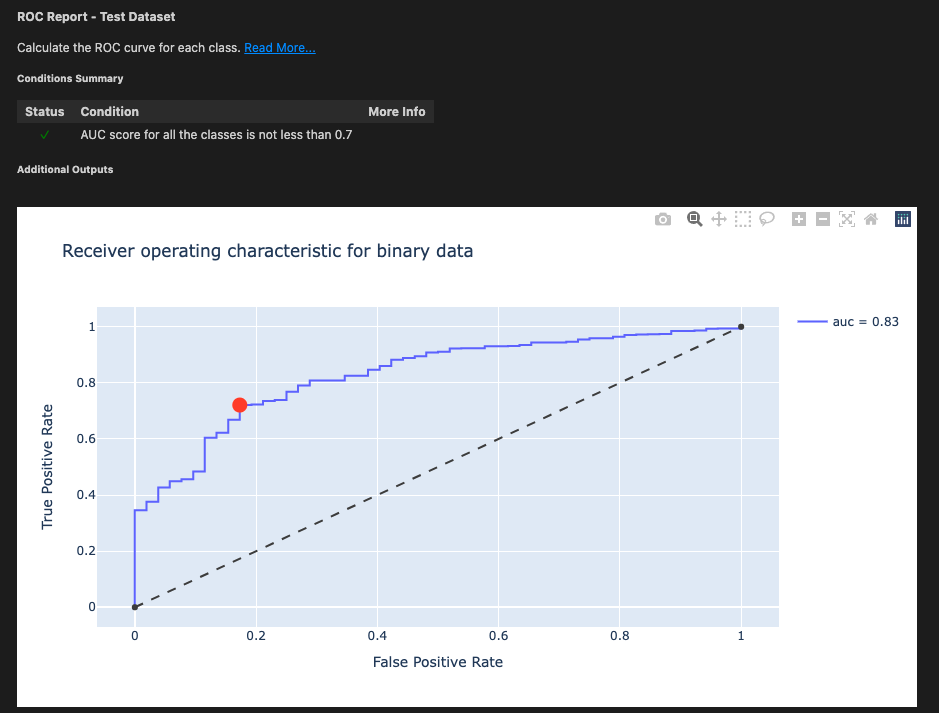 ROC Report - Test Dataset
Calculate the ROC curve for each class. Read More...
Conditions Summary
Status Condition More Info
✓ AUC score for all the classes is not less than 0.7
Additional Outputs
Receiver operating characteristic for binary data
auc = 0.83
1
0.8
0.6
0.4
0.2
0
True Positive Rate
0 0.2 0.4 0.6 0.8 1
False Positive Rate